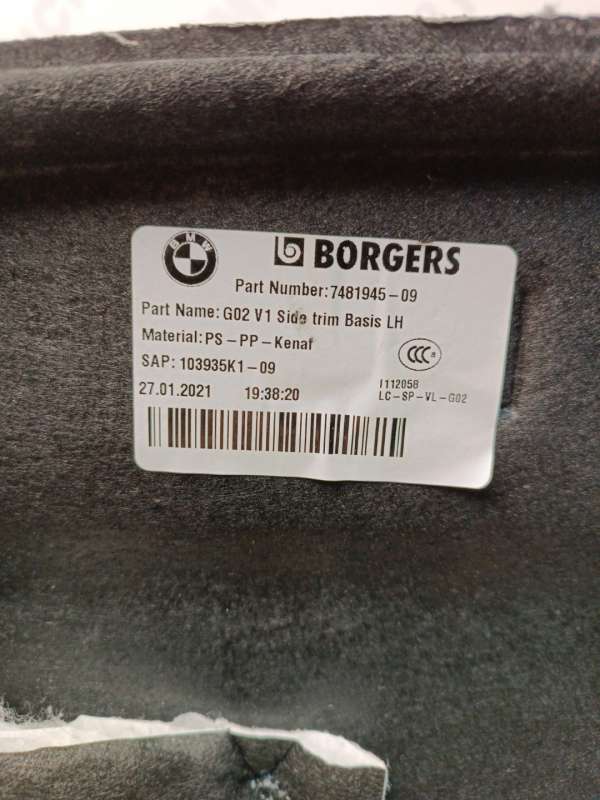 BMW
BORGERS
Part Number:7481945-09
Part Name: G02 V1 Side trim Basis LH
Material: PS-PP-Kenaf
SAP: 103935K1-09
CCC
27.01.2021 19:38:20
I112058
LC-SP-VL-G02